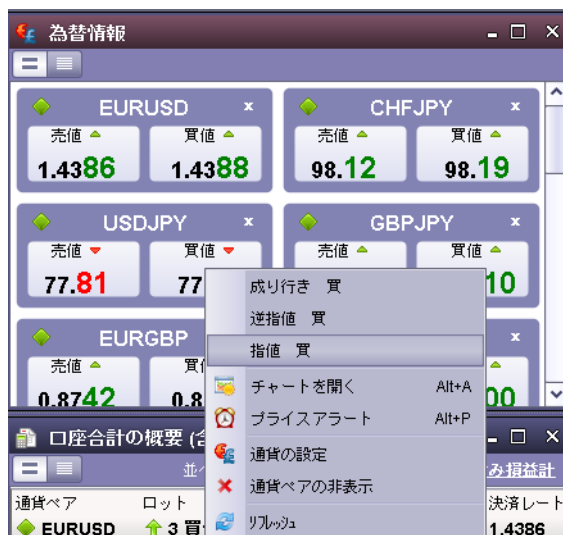 為替情報
EURUSD x
CHFJPY x
売値 買値
売値 買値
1.4386 1.4388
98.12 98.19
USDJPY x
GBPJPY x
売値 買値
売値 買値
77.81 77
10
成り行き 買
逆指値 買
指値 買
EURGBP
x
売値
0.8742 0.8
00
チャートを開く Alt+A
プライスアラート Alt+P
通貨の設定
通貨ペアの非表示
リフレッシュ
口座合計の概要 (
み損益計
通貨ペア ロット
決済レート
EURUSD 3 買
1.4386